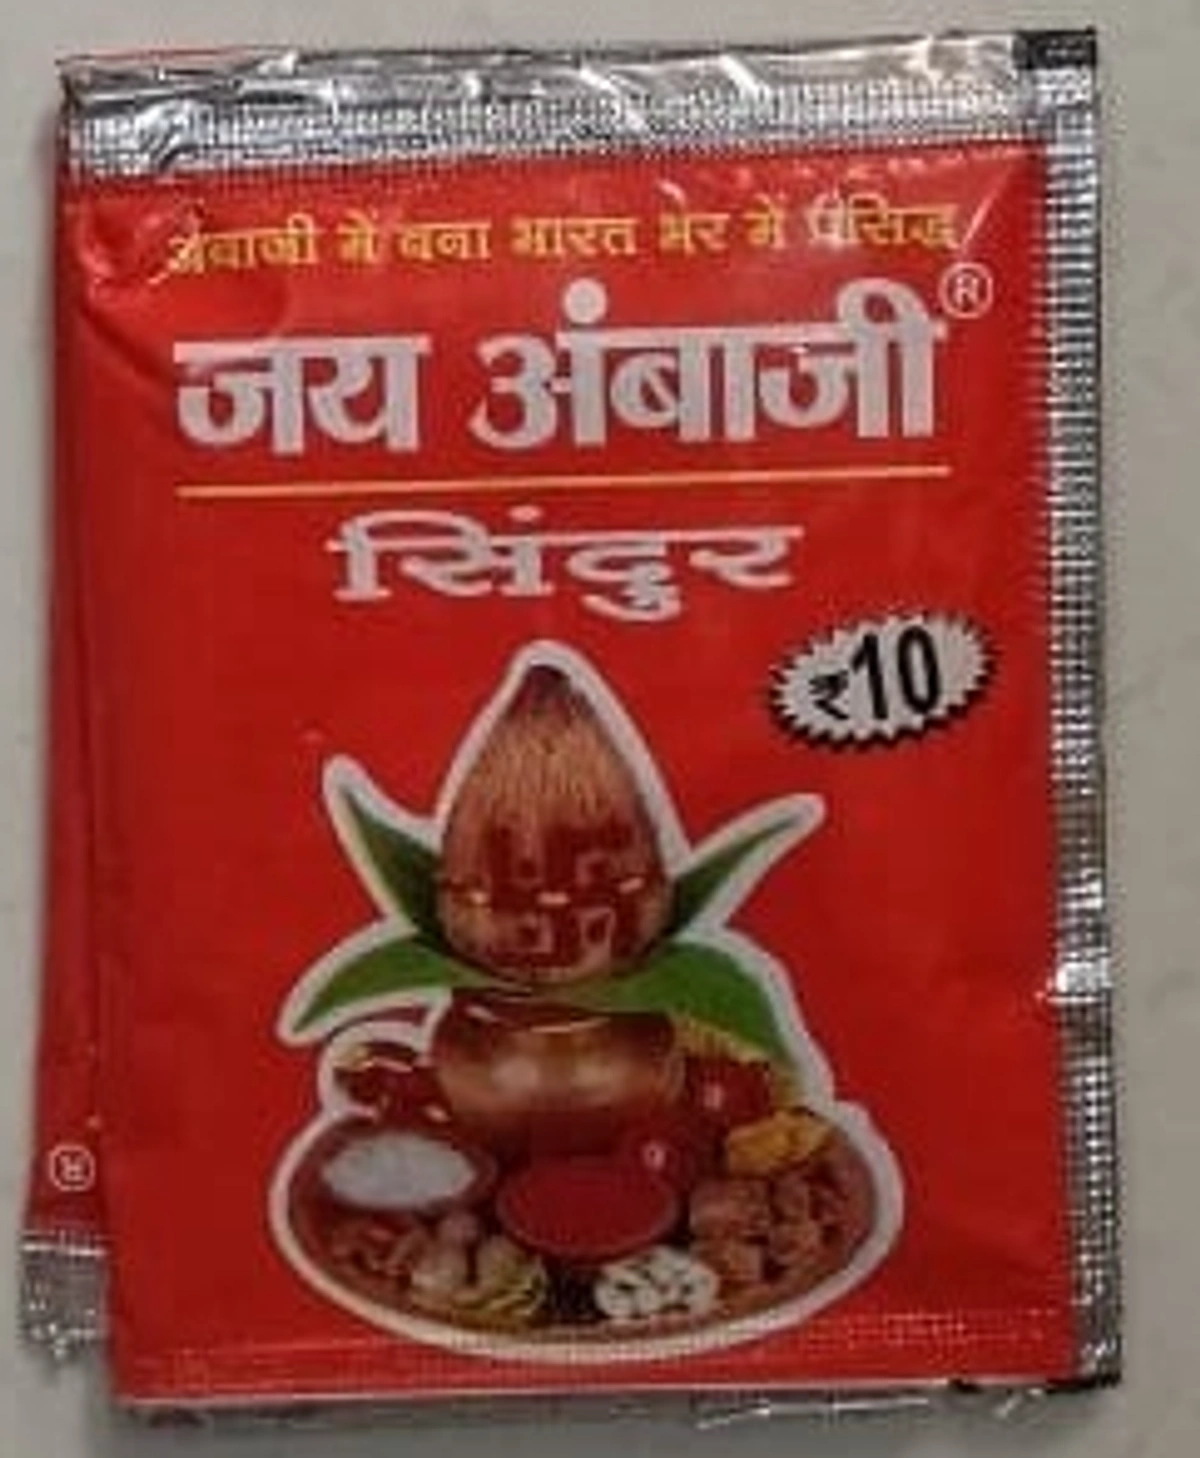 अंबाजी में बना भारत भर में प्रसिद्ध
जय अंबाजी®
सिंदुर
₹10
®